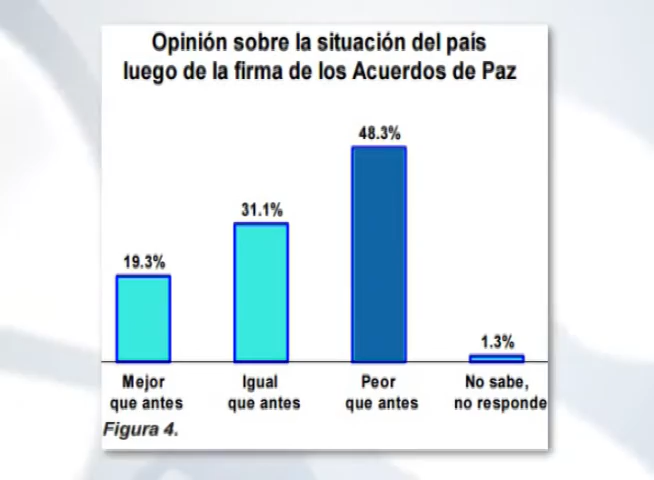 Opinión sobre la situación del país
luego de la firma de los Acuerdos de Paz
48.3%
31.1%
19.3%
1.3%
Mejor Igual Peor No sabe,
que antes que antes que antes no responde
Figura 4.